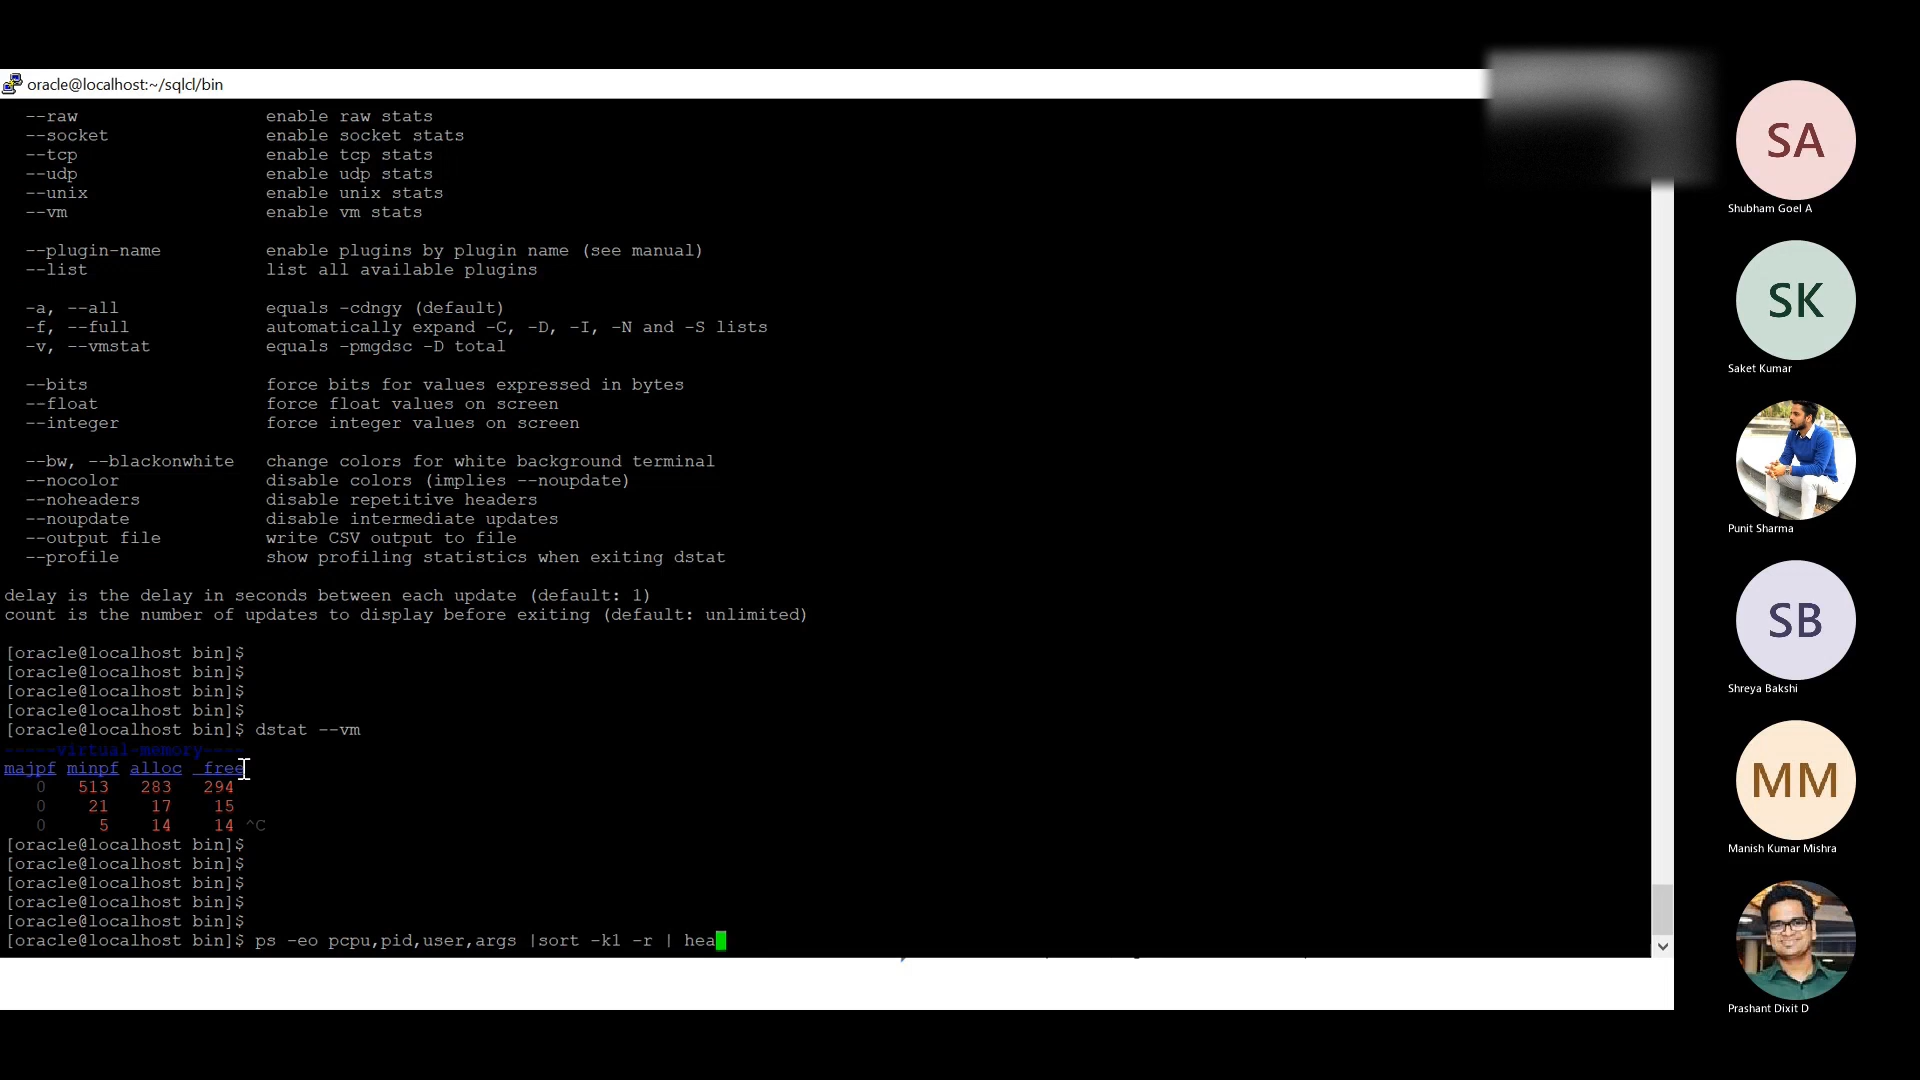 oracle@localhost:~/sqlcl/bin
--raw enable raw stats
--socket enable socket stats
--tcp enable tcp stats
--udp enable udp stats
--unix enable unix stats
--vm enable vm stats
--plugin-name enable plugins by plugin name (see manual)
--list list all available plugins
-a, --all equals -cdngy (default)
-f, --full automatically expand -C, -D, -I, -N and -S lists
-v, --vmstat equals -pmgdsc -D total
--bits force bits for values expressed in bytes
--float force float values on screen
--integer force integer values on screen
--bw, --blackonwhite change colors for white background terminal
--nocolor disable colors (implies --noupdate)
--noheaders disable repetitive headers
--noupdate disable intermediate updates
--output file write CSV output to file
--profile show profiling statistics when exiting dstat
delay is the delay in seconds between each update (default: 1)
count is the number of updates to display before exiting (default: unlimited)
[oracle@localhost bin]$
[oracle@localhost bin]$
[oracle@localhost bin]$
[oracle@localhost bin]$
[oracle@localhost bin]$ dstat --vm
-----virtual-memory----
majpf minpf alloc  free
0 513 283 294
0 21 17 15
0 5 14 14 ^C
[oracle@localhost bin]$
[oracle@localhost bin]$
[oracle@localhost bin]$
[oracle@localhost bin]$
[oracle@localhost bin]$
[oracle@localhost bin]$ ps -eo pcpu,pid,user,args |sort -k1 -r | hea
SA
Shubham Goel A
SK
Saket Kumar
Punit Sharma
SB
Shreya Bakshi
MM
Manish Kumar Mishra
Prashant Dixit D